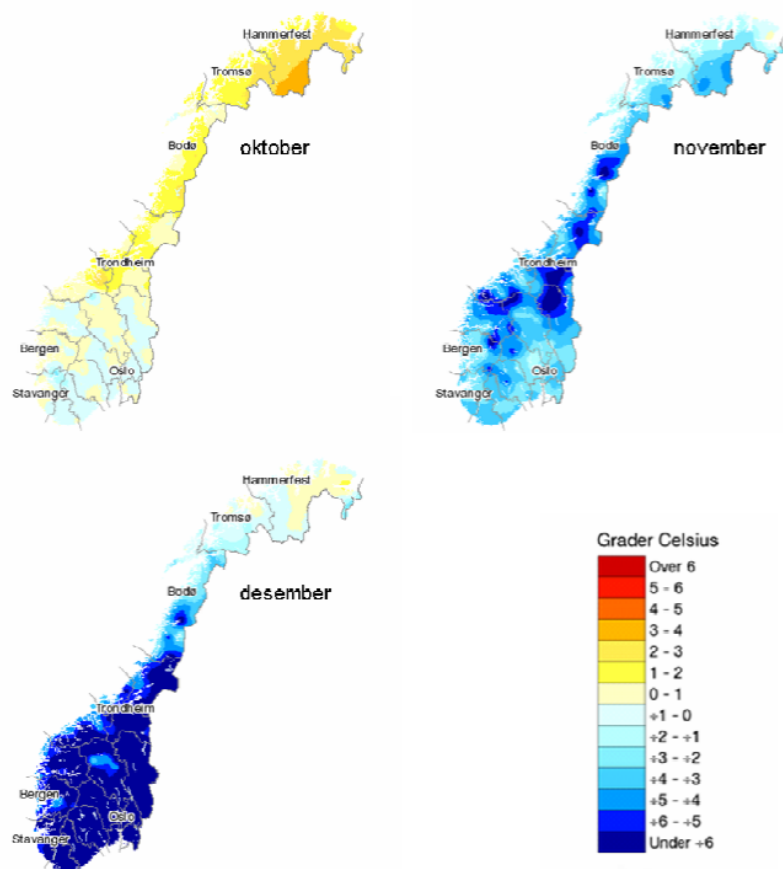 Hammerfest
Tromsø
Bodø
oktober
Trondheim
Bergen
Oslo
Stavanger
Hammerfest
Tromsø
Bodø
november
Trondheim
Bergen
Oslo
Stavanger
Hammerfest
Tromsø
Bodø
desember
Trondheim
Bergen
Oslo
Stavanger
Grader Celsius
Over 6
5 - 6
4 - 5
3 - 4
2 - 3
1 - 2
0 - 1
÷1 - 0
÷2 - ÷1
÷3 - ÷2
÷4 - ÷3
÷5 - ÷4
÷6 - ÷5
Under ÷6